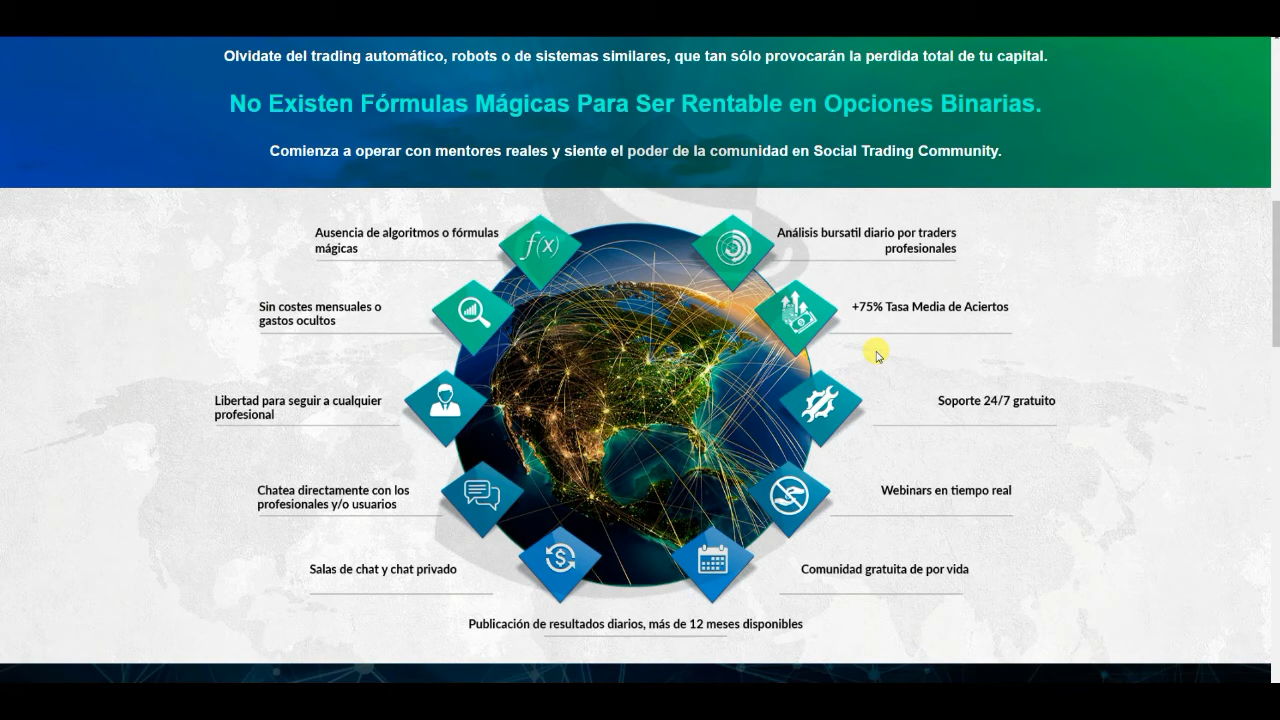 Olvidate del trading automático, robots o de sistemas similares, que tan sólo provocarán la perdida total de tu capital.
No Existen Fórmulas Mágicas Para Ser Rentable en Opciones Binarias.
Comienza a operar con mentores reales y siente el poder de la comunidad en Social Trading Community.
Ausencia de algoritmos o fórmulas
mágicas
f(x)
Análisis bursatil diario por traders
profesionales
Sin costes mensuales o
gastos ocultos
+75% Tasa Media de Aciertos
Libertad para seguir a cualquier
profesional
Soporte 24/7 gratuito
Chatea directamente con los
profesionales y/o usuarios
Webinars en tiempo real
Salas de chat y chat privado
Comunidad gratuita de por vida
Publicación de resultados diarios, más de 12 meses disponibles